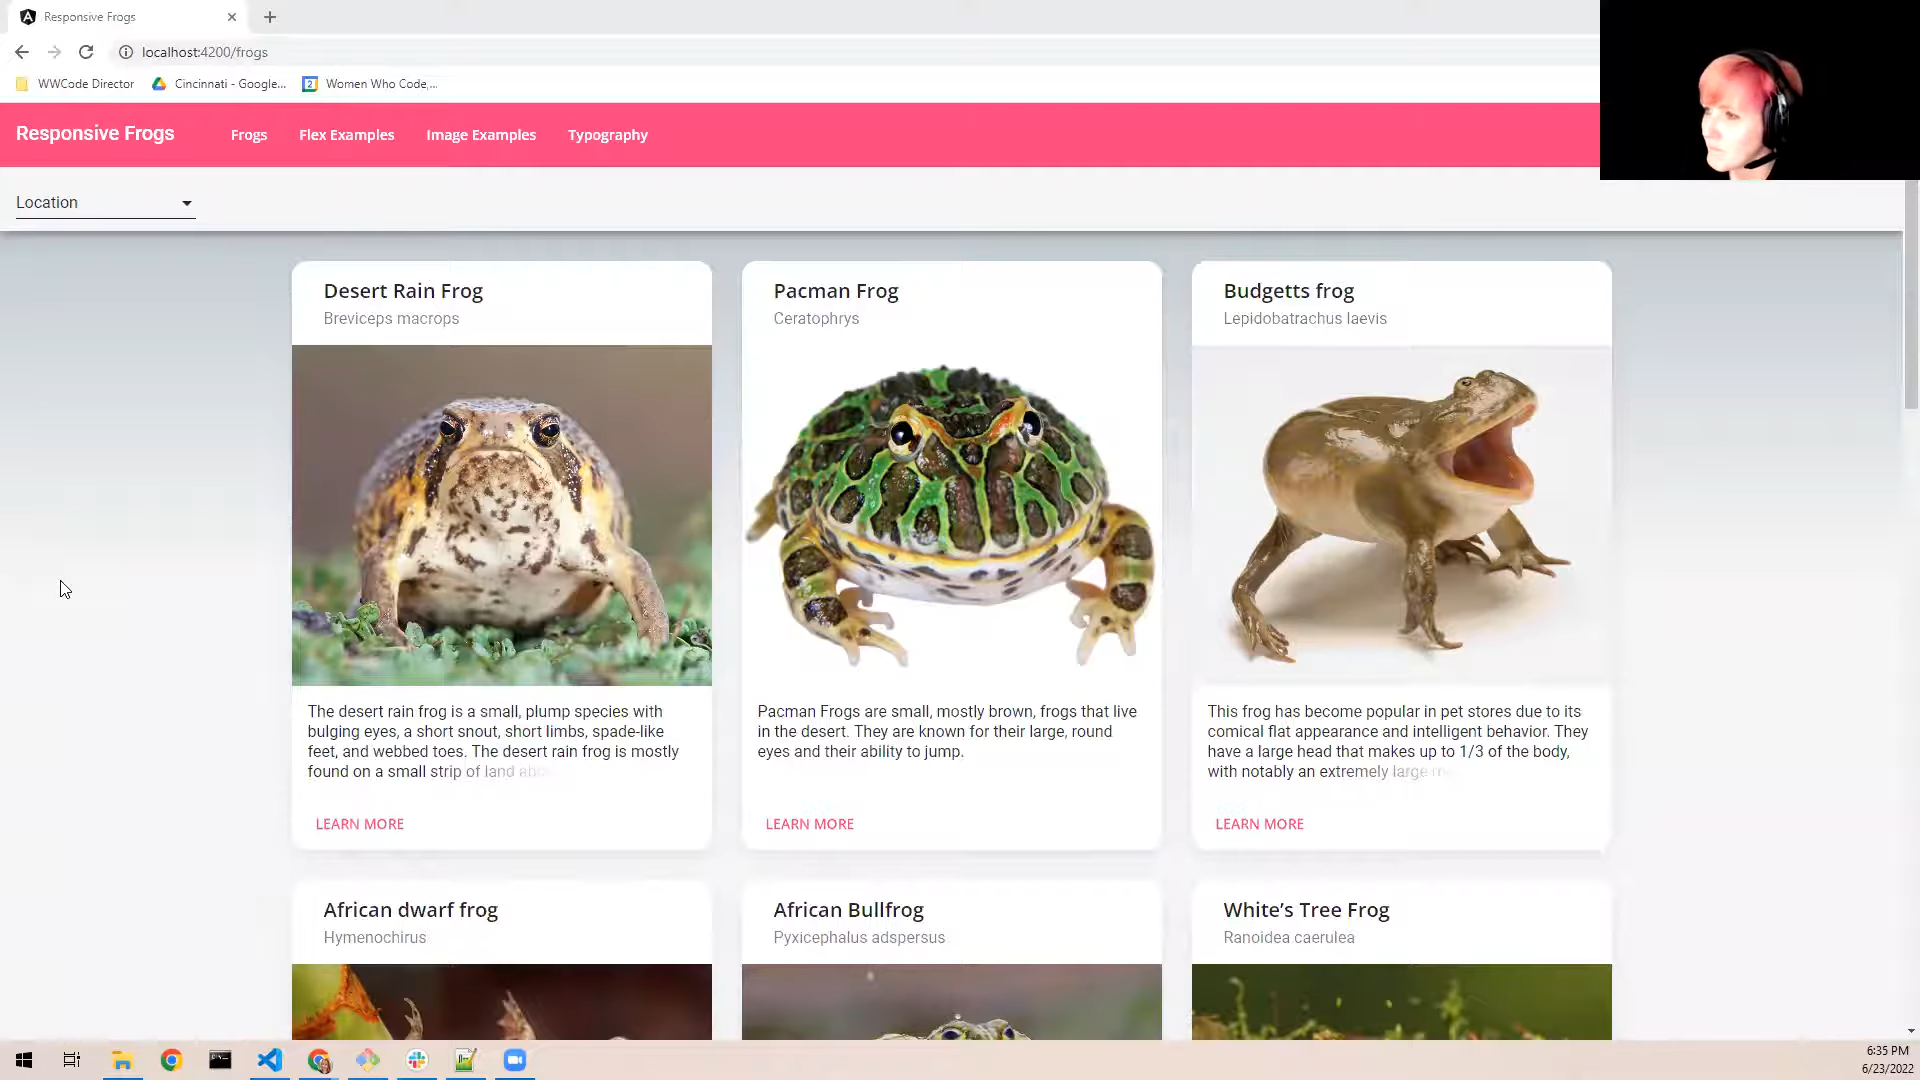 Responsive Frogs
localhost:4200/frogs
WWCode Director
Cincinnati - Google...
Women Who Code,...
Responsive Frogs
Frogs
Flex Examples
Image Examples
Typography
Location
Desert Rain Frog
Breviceps macrops
The desert rain frog is a small, plump species with
bulging eyes, a short snout, short limbs, spade-like
feet, and webbed toes. The desert rain frog is mostly
found on a small strip of land
LEARN MORE
Pacman Frog
Ceratophrys
Pacman Frogs are small, mostly brown, frogs that live
in the desert. They are known for their large, round
eyes and their ability to jump.
LEARN MORE
Budgetts frog
Lepidobatrachus laevis
This frog has become popular in pet stores due to its
comical flat appearance and intelligent behavior. They
have a large head that makes up to 1/3 of the body,
with notably an extremely large
LEARN MORE
African dwarf frog
Hymenochirus
African Bullfrog
Pyxicephalus adspersus
White’s Tree Frog
Ranoidea caerulea
6:35 PM
6/23/2022